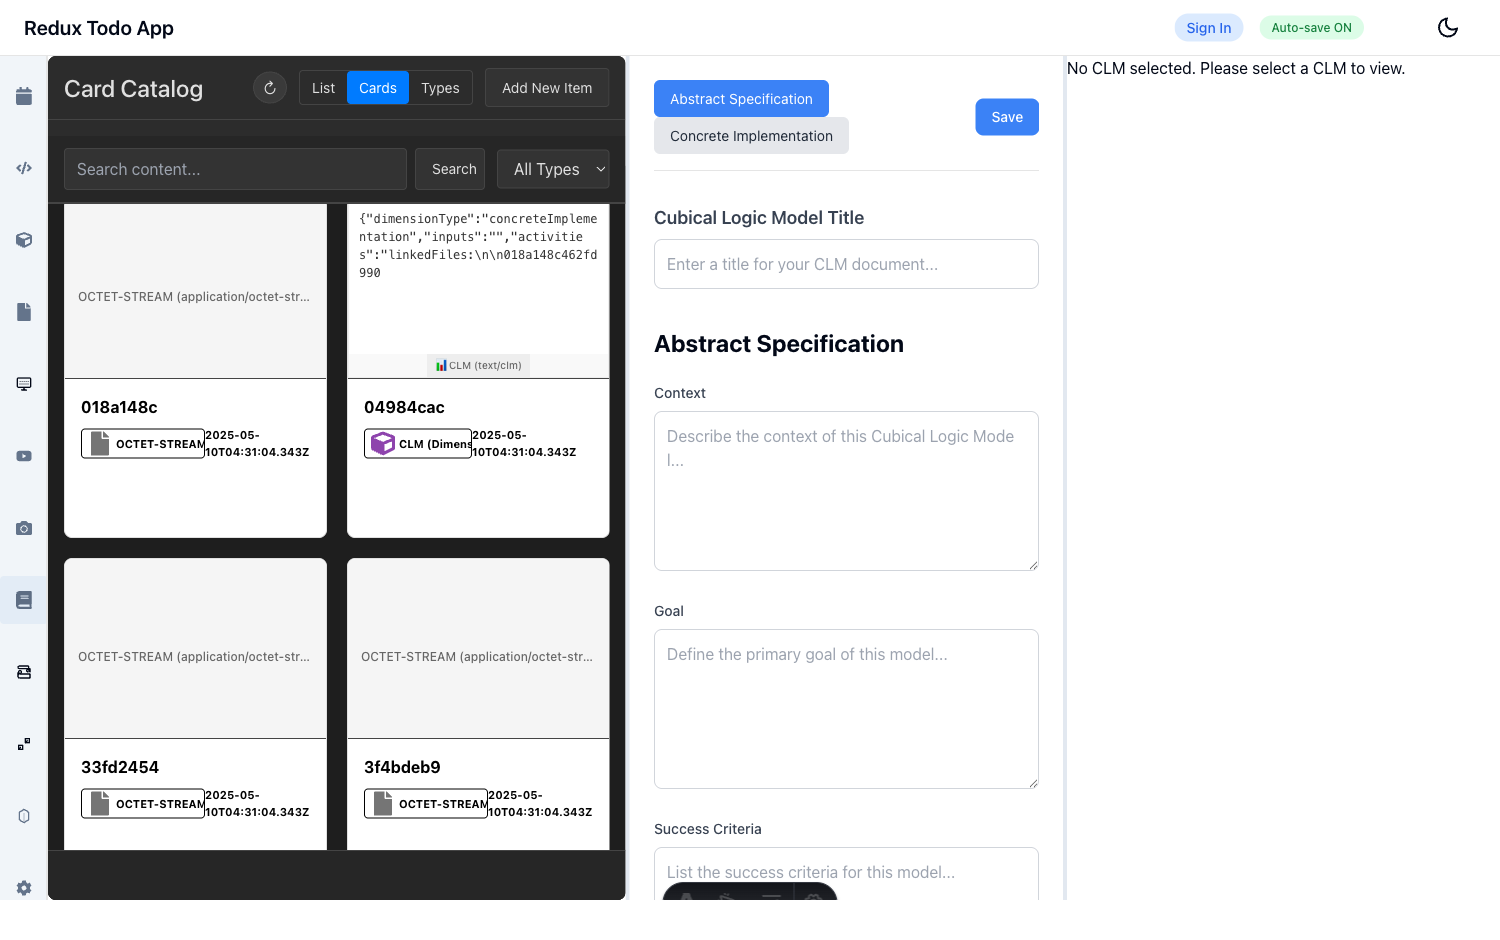 Redux Todo App
Sign In
Auto-save ON
Card Catalog
List
Cards
Types
Add New Item
Search content...
Search
All Types
OCTET-STREAM (application/octet-str...
{"dimensionType":"concreteImpleme
ntation","inputs":"","activitie
s":"linkedFiles:\n\n018a148c462fd
990
CLM (text/clm)
018a148c
OCTET-STREAM
2025-05-
10T04:31:04.343Z
04984cac
CLM (Dimens
2025-05-
10T04:31:04.343Z
OCTET-STREAM (application/octet-str...
OCTET-STREAM (application/octet-str...
33fd2454
OCTET-STREAM
2025-05-
10T04:31:04.343Z
3f4bdeb9
OCTET-STREAM
2025-05-
10T04:31:04.343Z
Abstract Specification
Concrete Implementation
Save
Cubical Logic Model Title
Enter a title for your CLM document...
Abstract Specification
Context
Describe the context of this Cubical Logic Mode
l...
Goal
Define the primary goal of this model...
Success Criteria
List the success criteria for this model...
No CLM selected. Please select a CLM to view.